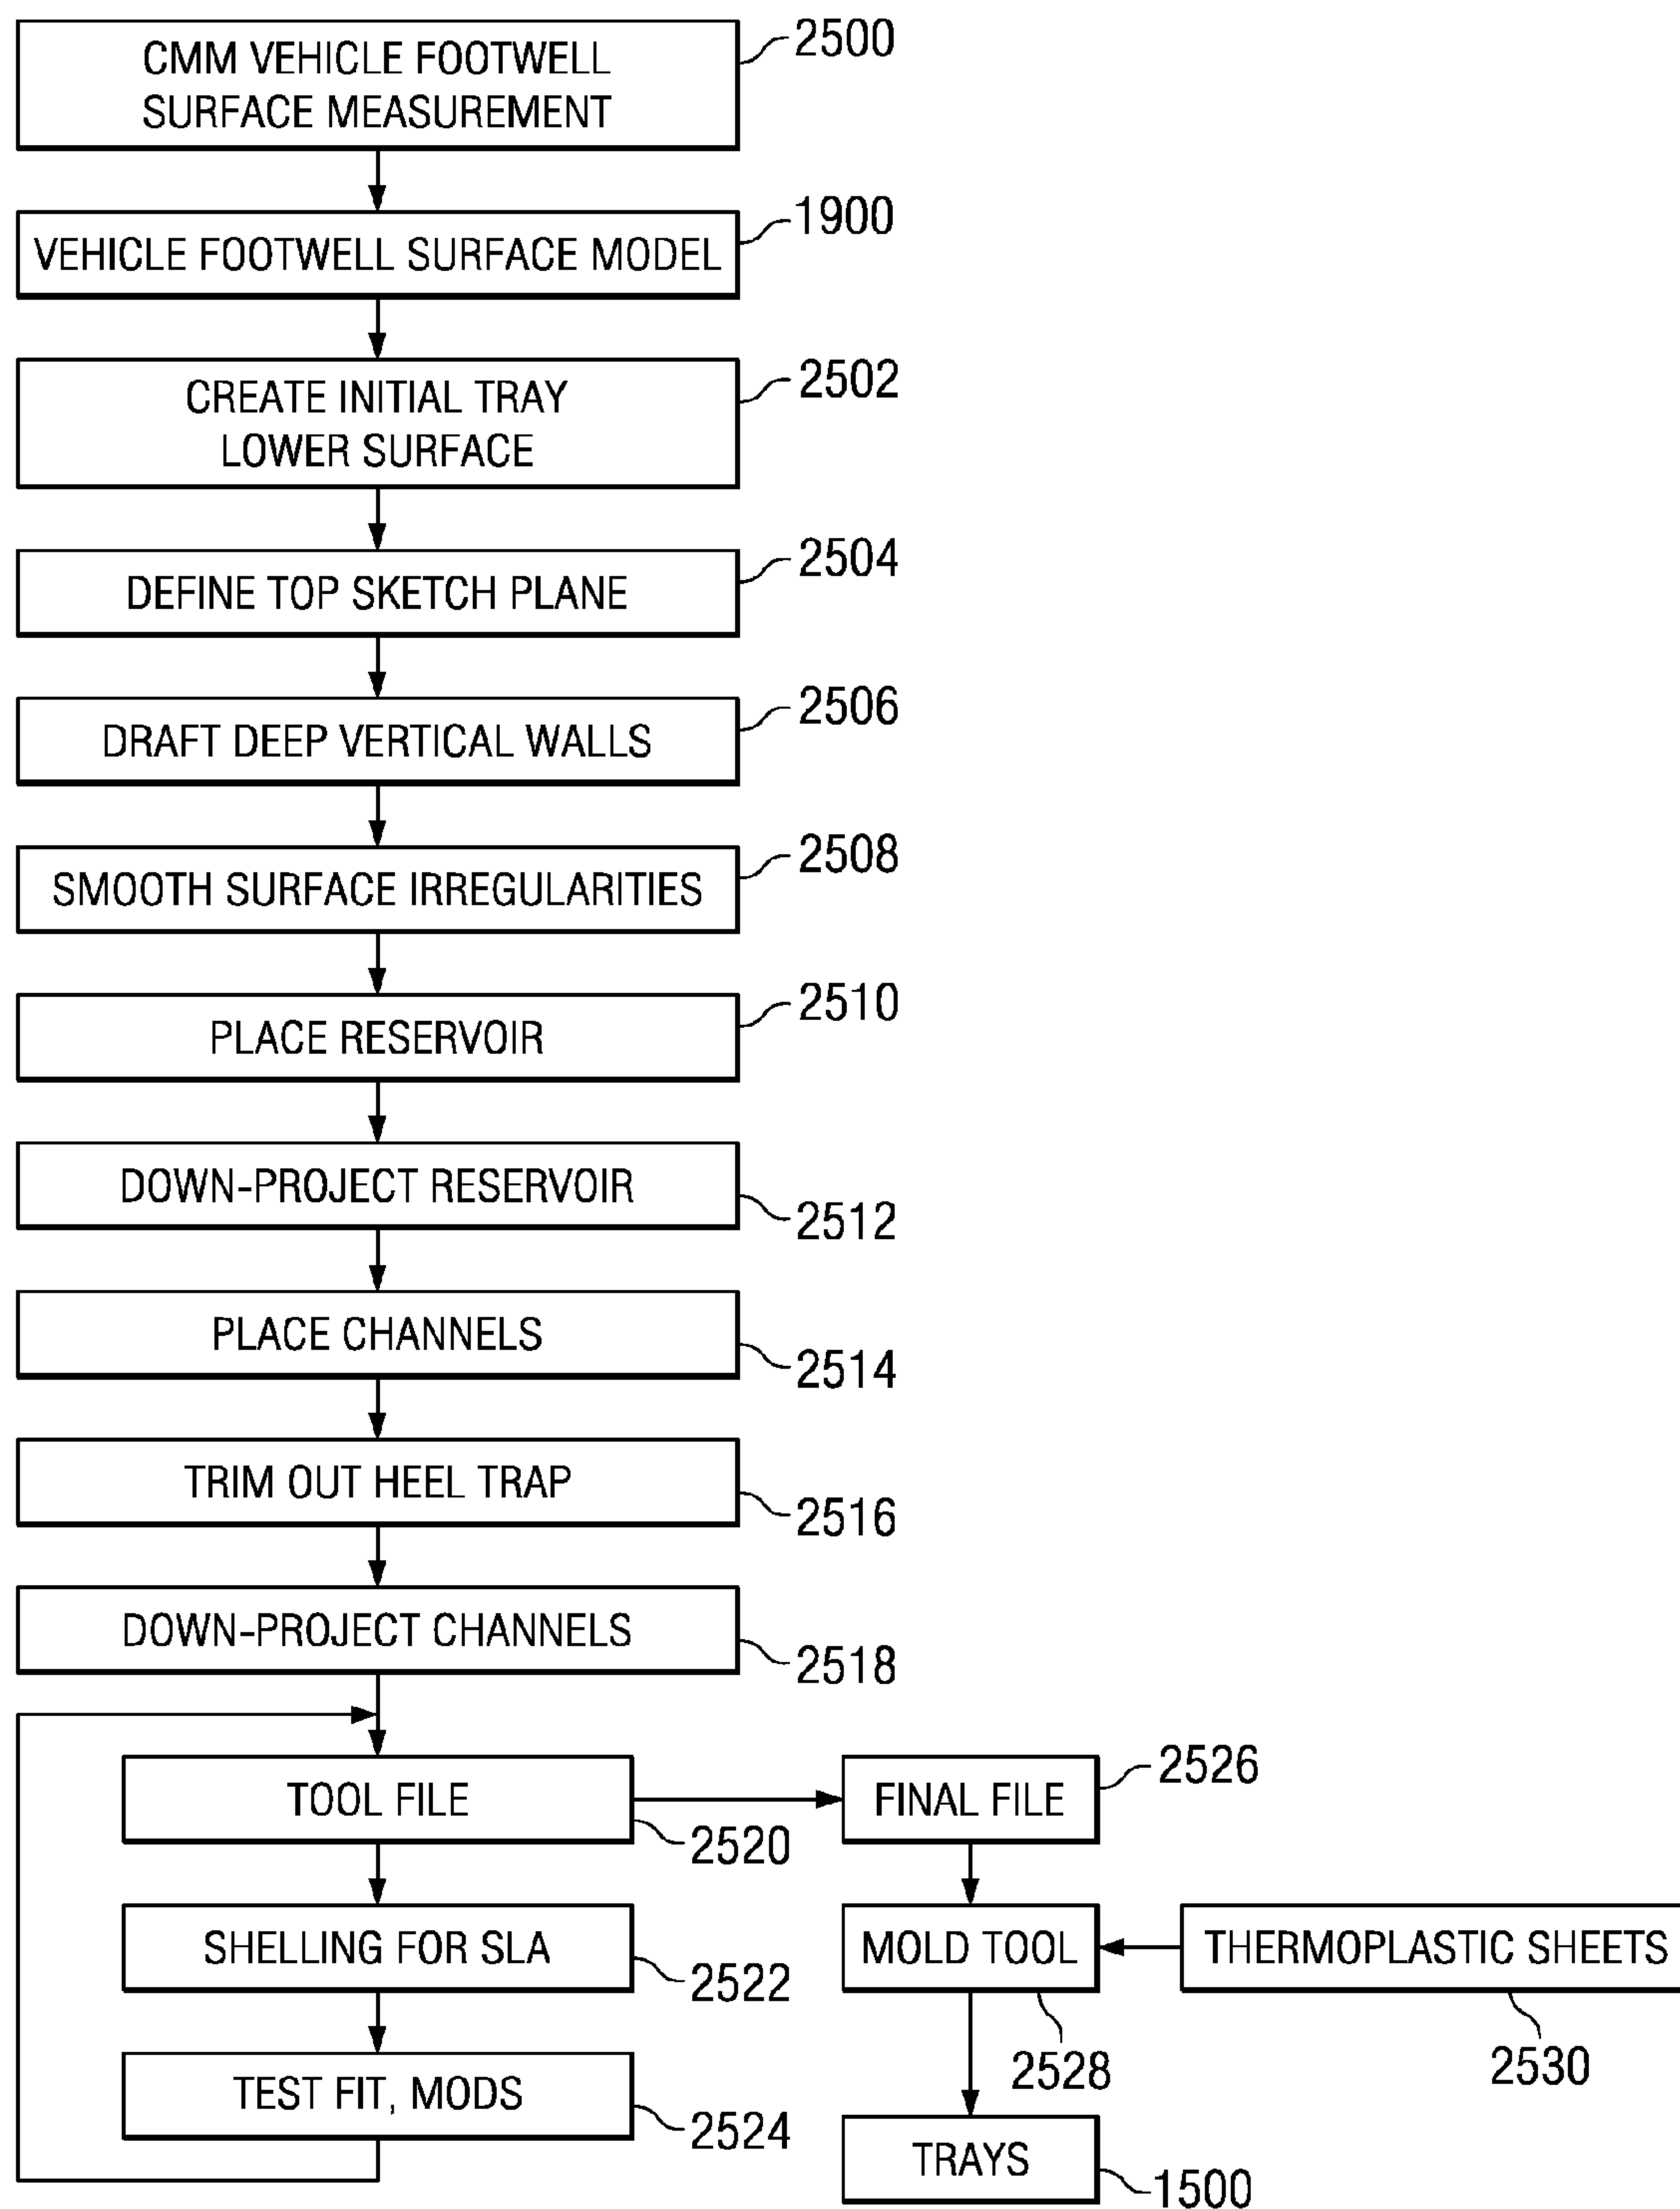 CMM VEHICLE FOOTWELL
SURFACE MEASUREMENT
2500
VEHICLE FOOTWELL SURFACE MODEL
1900
CREATE INITIAL TRAY
LOWER SURFACE
2502
DEFINE TOP SKETCH PLANE
2504
DRAFT DEEP VERTICAL WALLS
2506
SMOOTH SURFACE IRREGULARITIES
2508
PLACE RESERVOIR
2510
DOWN-PROJECT RESERVOIR
2512
PLACE CHANNELS
2514
TRIM OUT HEEL TRAP
2516
DOWN-PROJECT CHANNELS
2518
TOOL FILE
2520
FINAL FILE
2526
SHELLING FOR SLA
2522
MOLD TOOL
2528
THERMOPLASTIC SHEETS
2530
TEST FIT, MODS
2524
TRAYS
1500